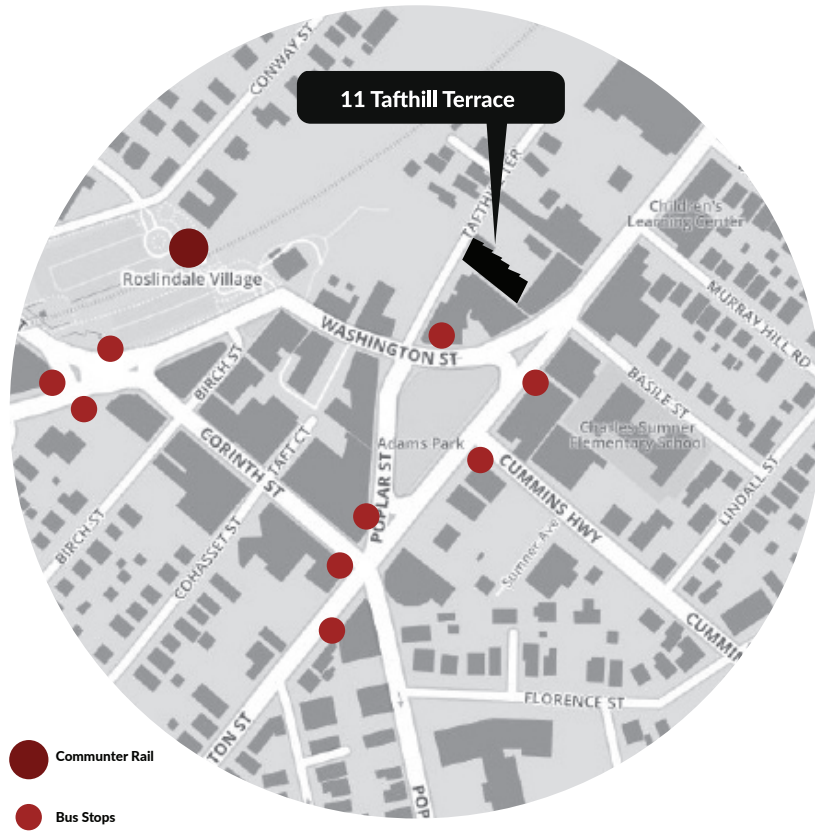 CONWAY ST
11 Tafthill Terrace
TAFTHILL TER
Children's
Learning Center
Roslindale Village
MURRAY HILL RD
WASHINGTON ST
BIRCH ST
BASILE ST
Adams Park
Charles Sumner
Elementary School
CORINTH ST
TAFT CT
POPLAR ST
CUMMINS HWY
LINDALL ST
BIRCH ST
COHASSET ST
Sumner Ave
CUMMIN
FLORENCE ST
TON ST
POP
Communter Rail
Bus Stops